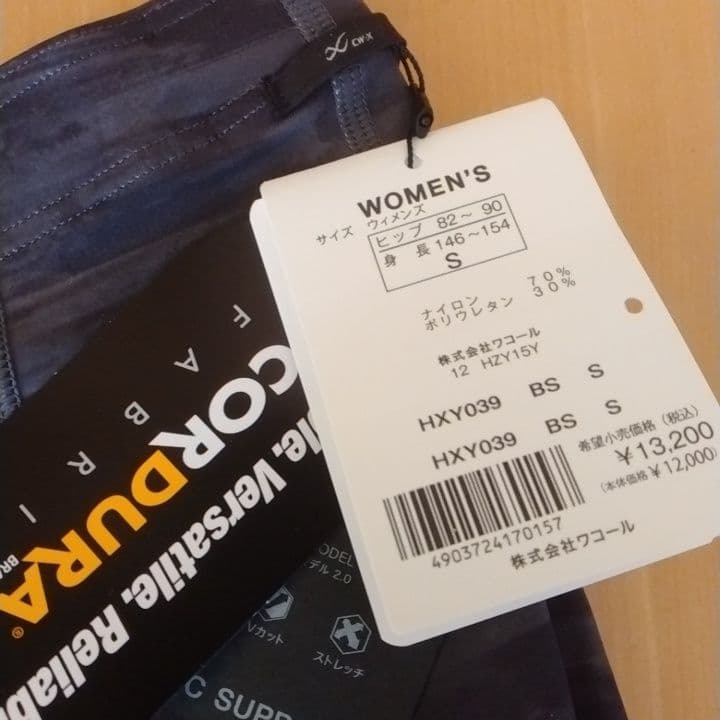 CW-X
WOMEN'S
ウィメンズ
サイズ
ヒップ 82～ 90
身 長 146～154
S
ナイロン 70%
ポリウレタン 30%
株式会社ワコール
12 HZY15Y
HXY039 BS S
HXY039 BS S
希望小売価格 (税込)
¥13,200
(本体価格¥12,000)
4903724170157
株式会社ワコール
CORDURA®
FABRI
Versatile. Reliabl
ODEL
デル 2.0
Vカット
ストレッチ
C SUPP